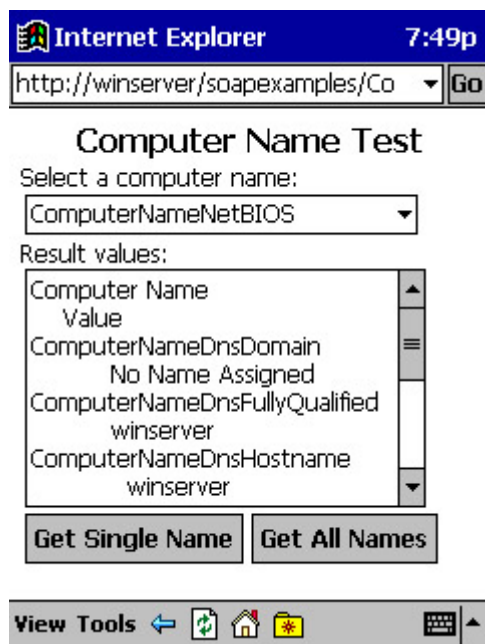 Internet Explorer 7:49p
http://winserver/soapexamples/Co Go
Computer Name Test
Select a computer name:
ComputerNameNetBIOS
Result values:
Computer Name
Value
ComputerNameDnsDomain
No Name Assigned
ComputerNameDnsFullyQualified
winserver
ComputerNameDnsHostname
winserver
Get Single Name Get All Names
View Tools